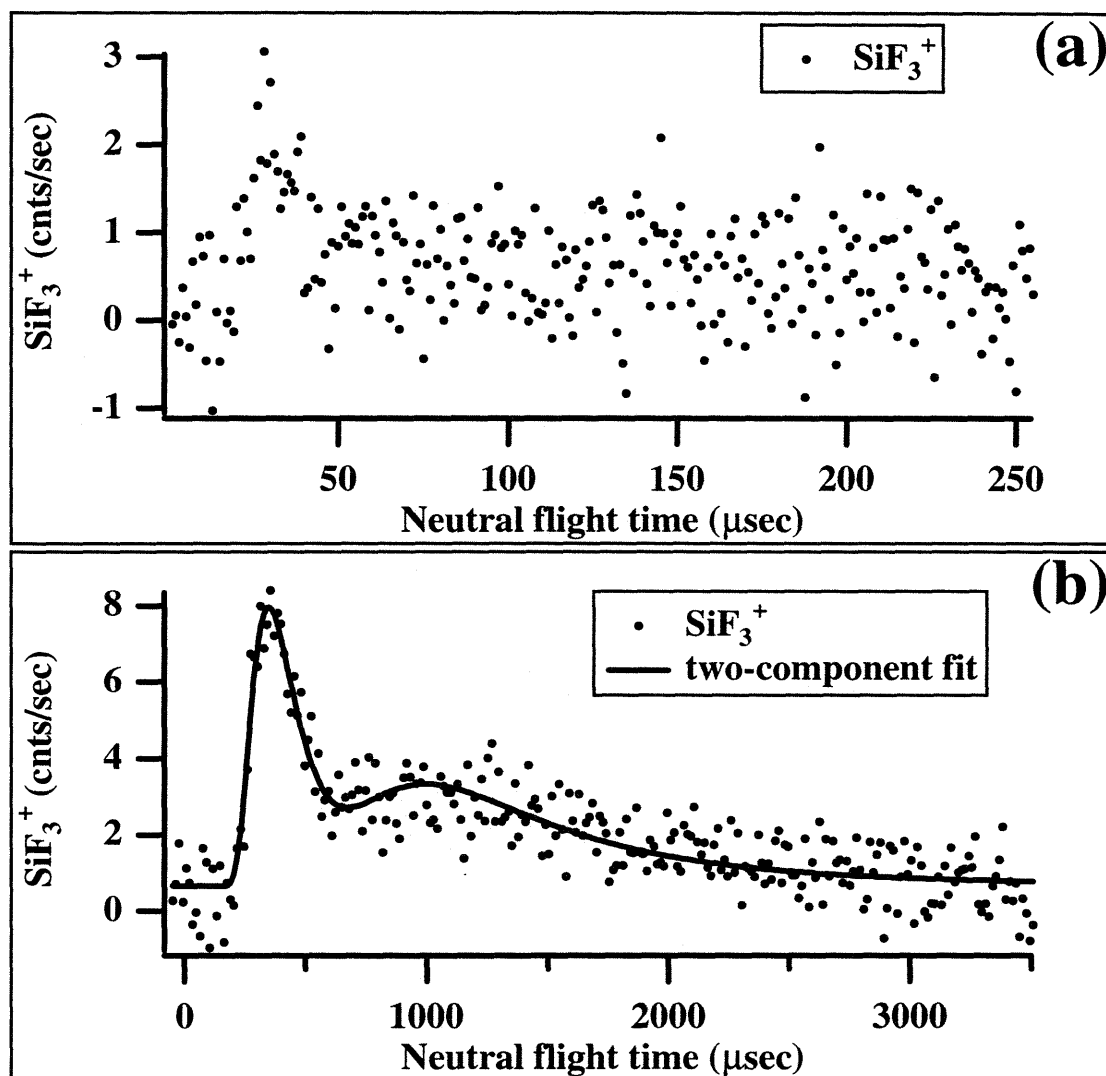 (a)
SiF₃⁺
SiF₃⁺ (cnts/sec)
3
2
1
0
-1
50 100 150 200 250
Neutral flight time (μsec)
(b)
SiF₃⁺
two-component fit
SiF₃⁺ (cnts/sec)
8
6
4
2
0
0 1000 2000 3000
Neutral flight time (μsec)